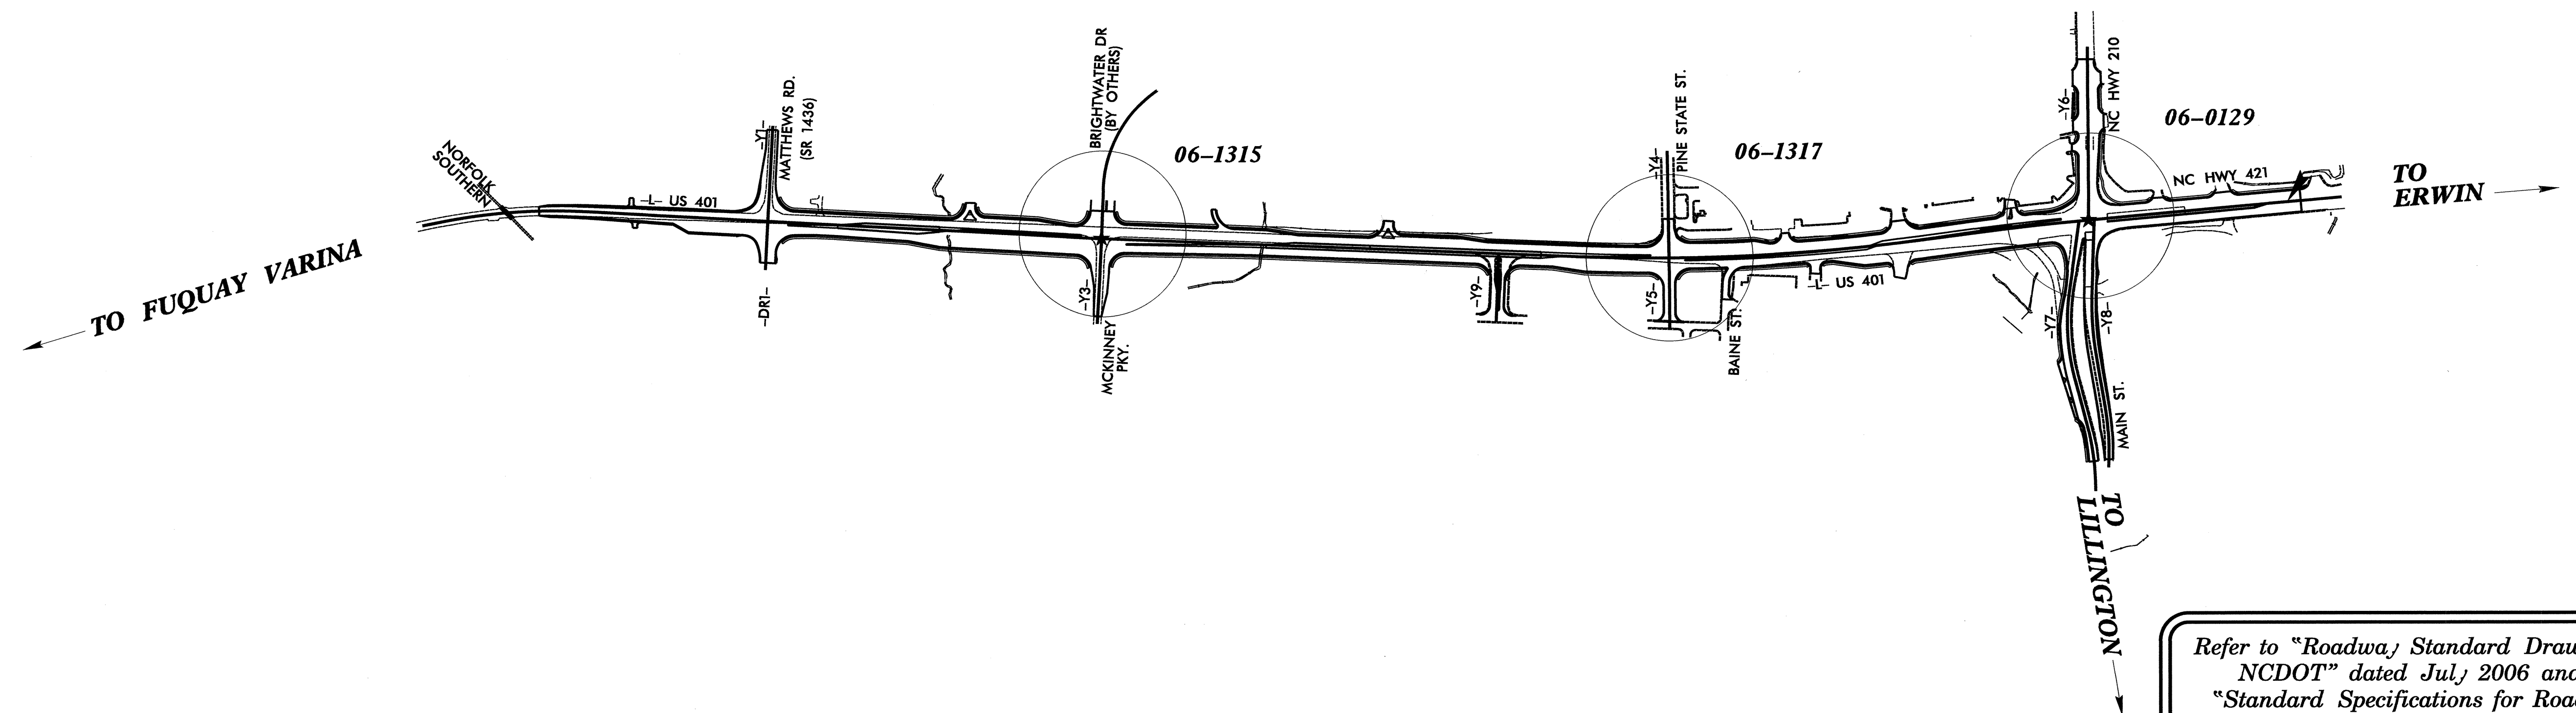 TO FUQUAY VARINA
NORFOLK
SOUTHERN
-L- US 401
-Y1-
MATTHEWS RD.
(SR 1436)
-DR1-
BRIGHTWATER DR
(BY OTHERS)
06-1315
-Y3-
MCKINNEY
PKY.
-Y9-
-Y4-
PINE STATE ST.
06-1317
-Y5-
BAINE ST.
-L- US 401
-Y6-
NC HWY 210
06-0129
NC HWY 421
TO
ERWIN
-Y7-
-Y8-
MAIN ST.
TO
LILLINGTON
Refer to "Roadway Standard Draw
NCDOT" dated July 2006 and
"Standard Specifications for Road